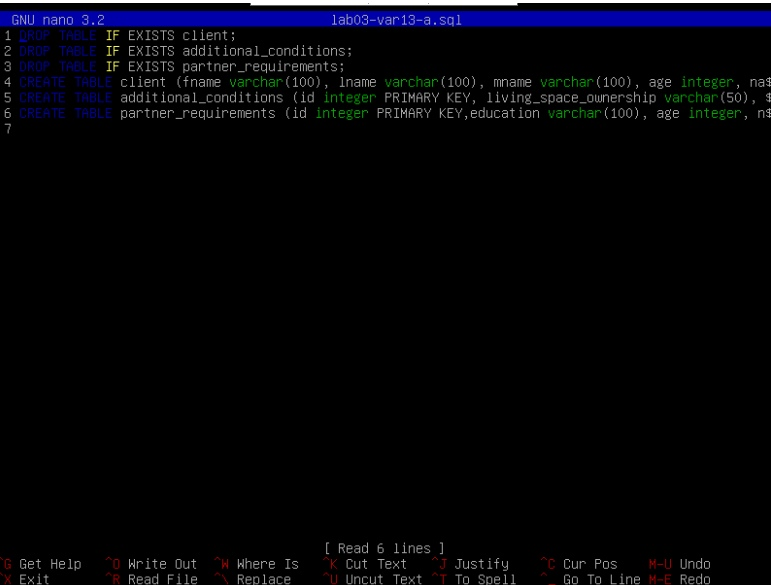 GNU nano 3.2 lab03-var13-a.sql
1 DROP TABLE IF EXISTS client;
2 DROP TABLE IF EXISTS additional_conditions;
3 DROP TABLE IF EXISTS partner_requirements;
4 CREATE TABLE client (fname varchar(100), lname varchar(100), mname varchar(100), age integer, na$
5 CREATE TABLE additional_conditions (id integer PRIMARY KEY, living_space_ownership varchar(50), $
6 CREATE TABLE partner_requirements (id integer PRIMARY KEY,education varchar(100), age integer, n$
7
[ Read 6 lines ]
^G Get Help ^O Write Out ^W Where Is ^K Cut Text ^J Justify ^C Cur Pos M-U Undo
^X Exit ^R Read File ^\ Replace ^U Uncut Text ^T To Spell ^_ Go To Line M-E Redo